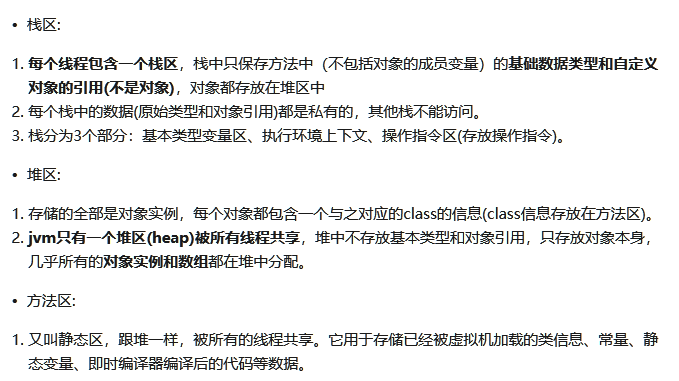 • 栈区:
1. 每个线程包含一个栈区，栈中只保存方法中（不包括对象的成员变量）的基础数据类型和自定义
对象的引用(不是对象)，对象都存放在堆区中
2. 每个栈中的数据(原始类型和对象引用)都是私有的，其他栈不能访问。
3. 栈分为3个部分：基本类型变量区、执行环境上下文、操作指令区(存放操作指令)。
• 堆区:
1. 存储的全部是对象实例，每个对象都包含一个与之对应的class的信息(class信息存放在方法区)。
2. jvm只有一个堆区(heap)被所有线程共享，堆中不存放基本类型和对象引用，只存放对象本身，
几乎所有的对象实例和数组都在堆中分配。
• 方法区:
1. 又叫静态区，跟堆一样，被所有的线程共享。它用于存储已经被虚拟机加载的类信息、常量、静
态变量、即时编译器编译后的代码等数据。